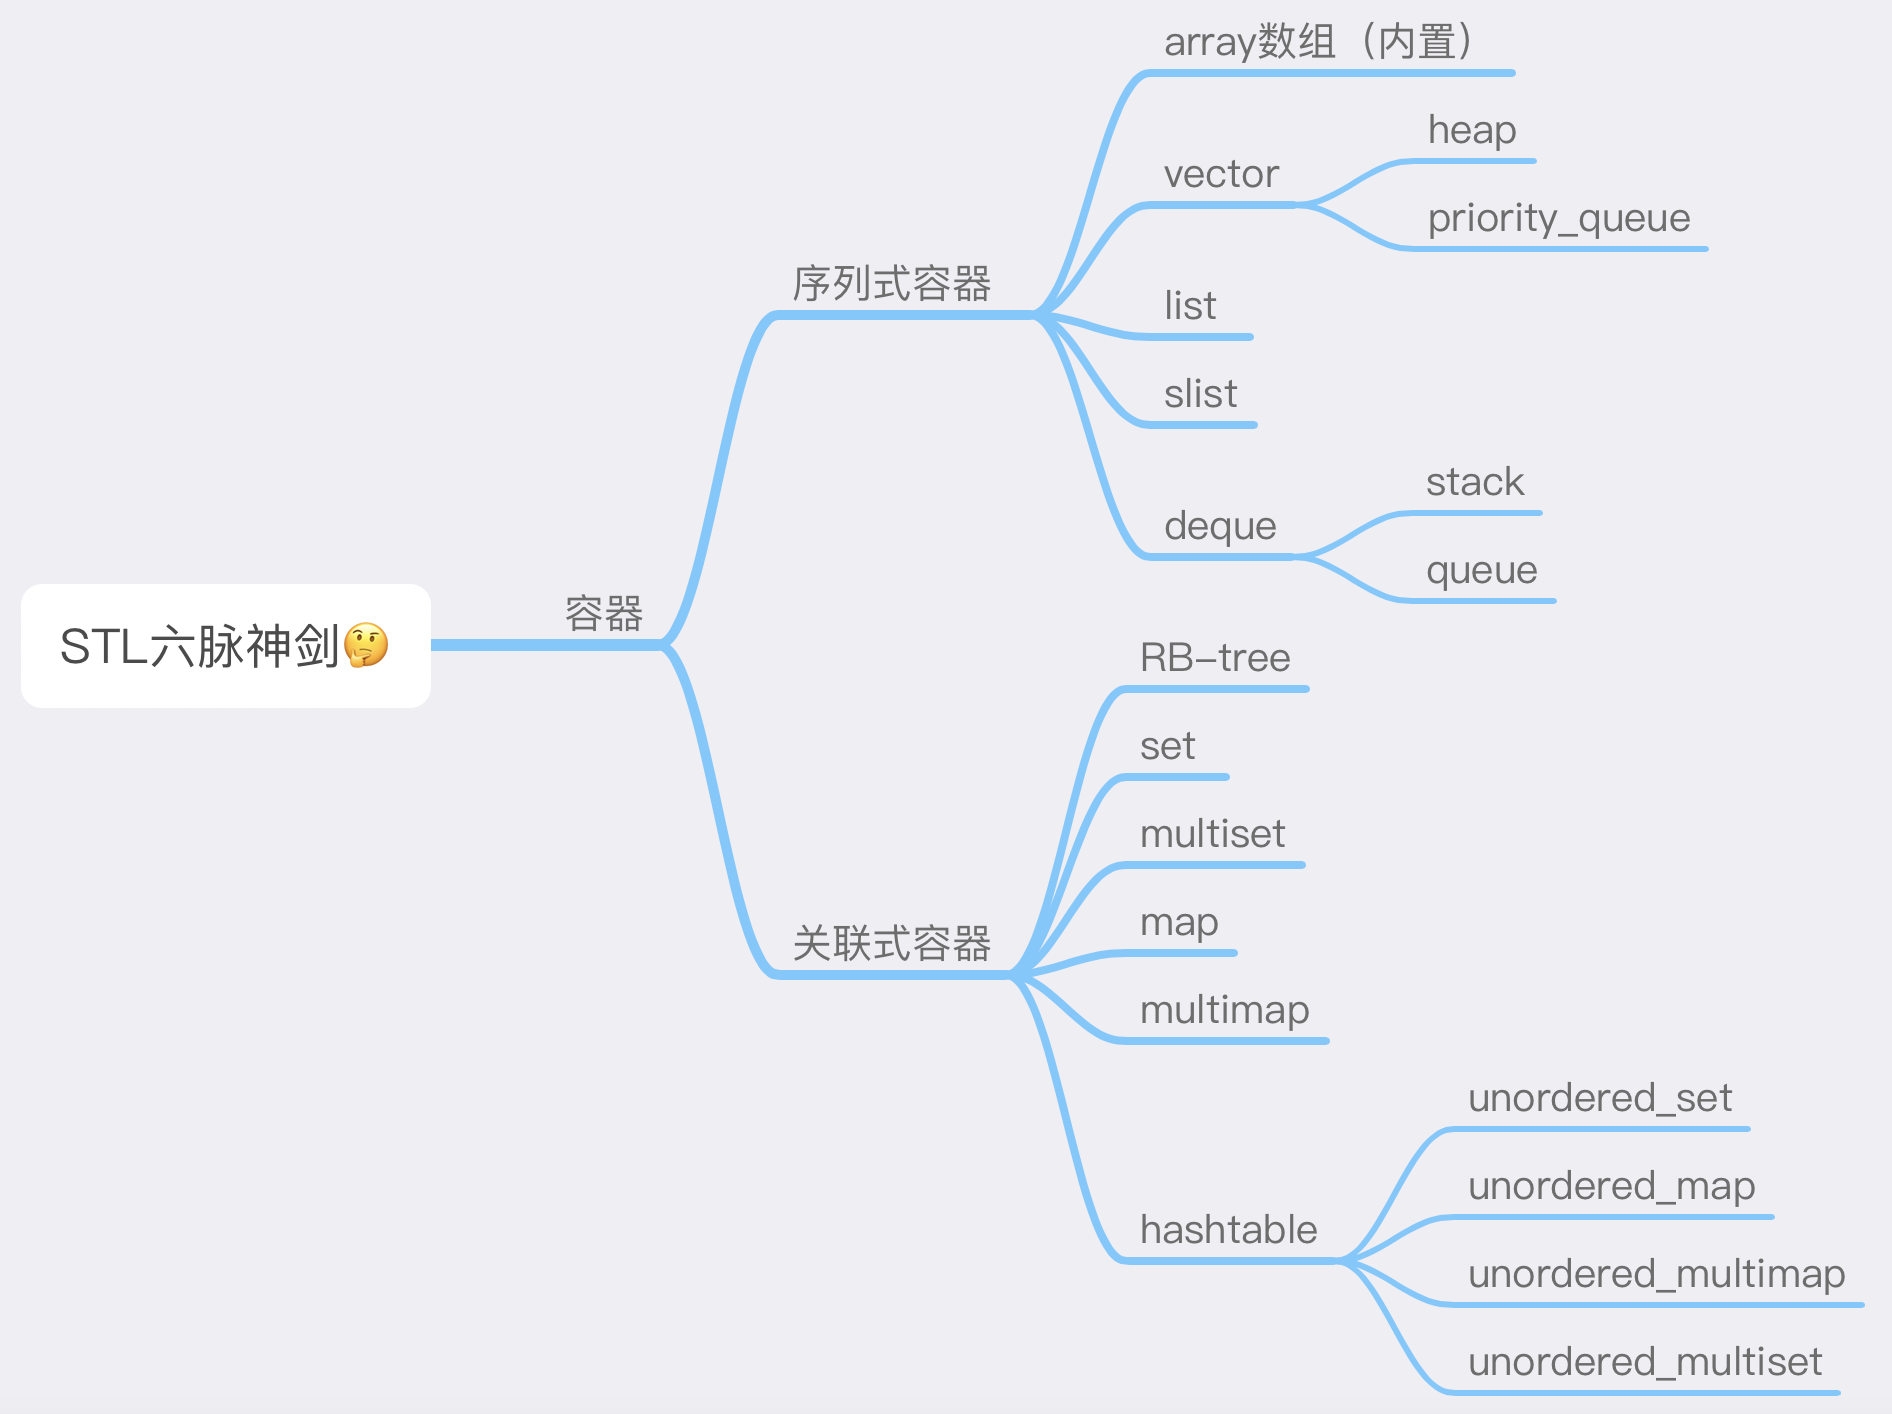 STL六脉神剑🤔
容器
序列式容器
array数组（内置）
vector
heap
priority_queue
list
slist
deque
stack
queue
关联式容器
RB-tree
set
multiset
map
multimap
hashtable
unordered_set
unordered_map
unordered_multimap
unordered_multiset